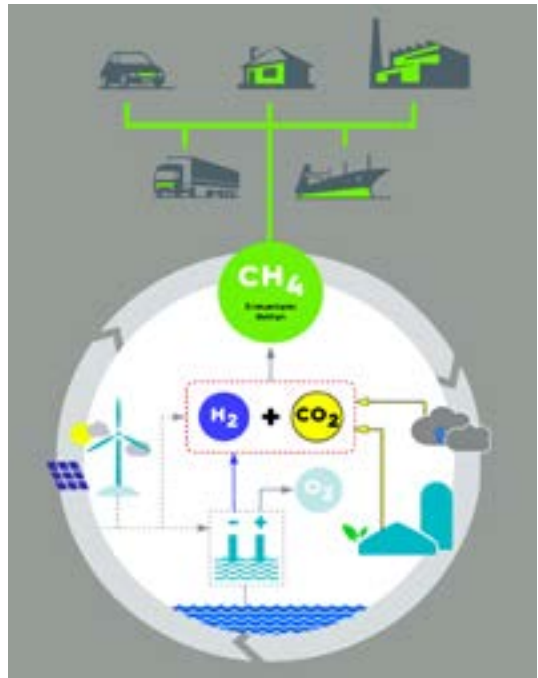 CH₄
H₂ + CO₂
O₂
- +